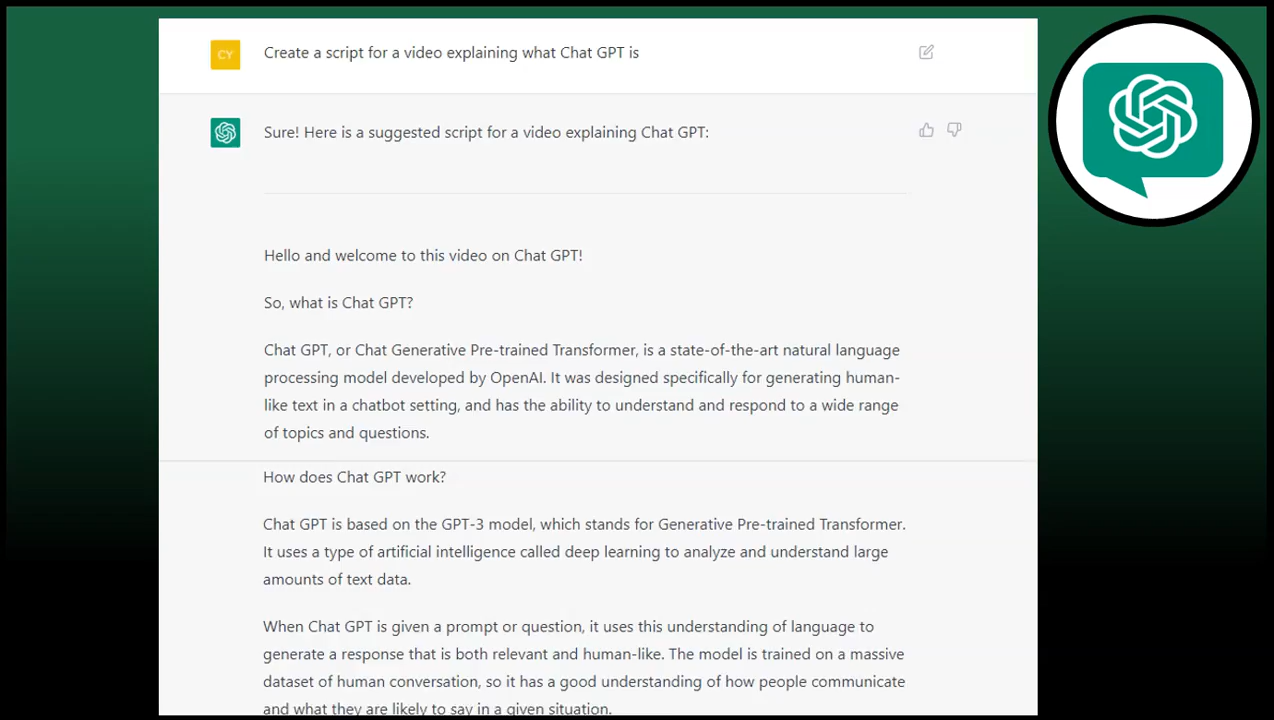 CY
Create a script for a video explaining what Chat GPT is
Sure! Here is a suggested script for a video explaining Chat GPT:
Hello and welcome to this video on Chat GPT!
So, what is Chat GPT?
Chat GPT, or Chat Generative Pre-trained Transformer, is a state-of-the-art natural language
processing model developed by OpenAI. It was designed specifically for generating human-
like text in a chatbot setting, and has the ability to understand and respond to a wide range
of topics and questions.
How does Chat GPT work?
Chat GPT is based on the GPT-3 model, which stands for Generative Pre-trained Transformer.
It uses a type of artificial intelligence called deep learning to analyze and understand large
amounts of text data.
When Chat GPT is given a prompt or question, it uses this understanding of language to
generate a response that is both relevant and human-like. The model is trained on a massive
dataset of human conversation, so it has a good understanding of how people communicate
and what they are likely to say in a given situation.